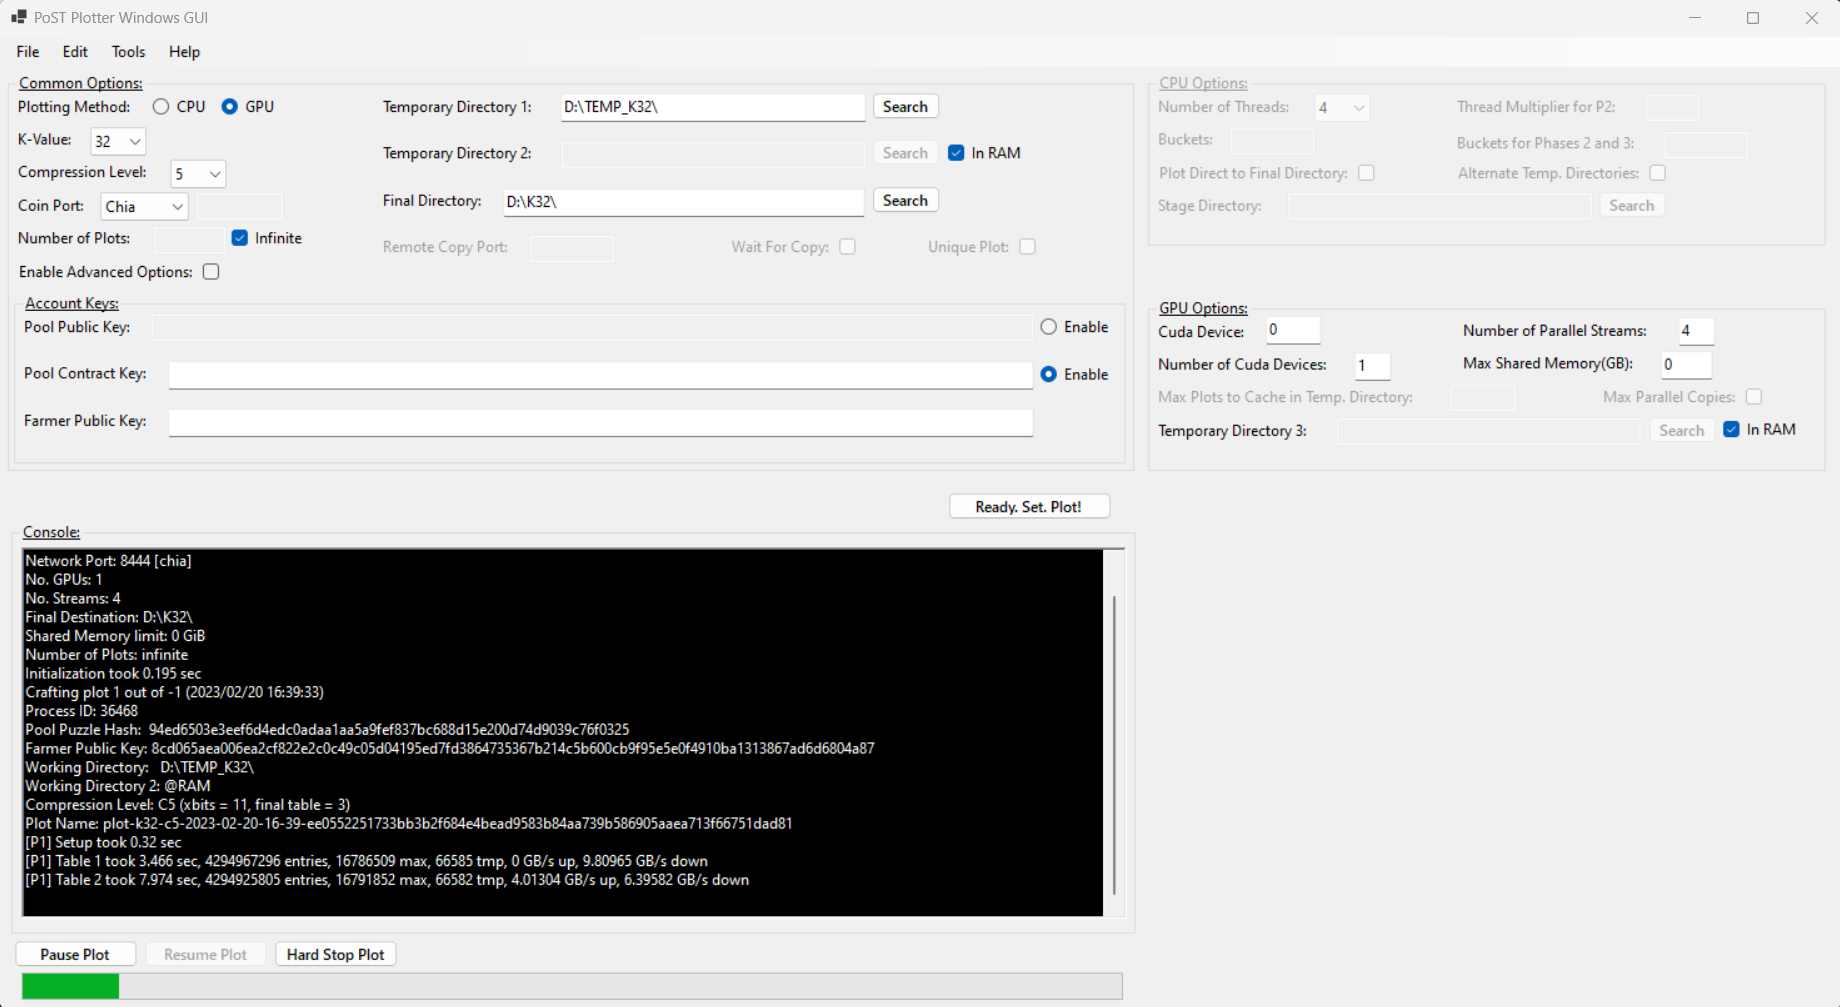 PoST Plotter Windows GUI
File Edit Tools Help
Common Options:
Plotting Method: CPU GPU
K-Value: 32
Compression Level: 5
Coin Port: Chia
Number of Plots: Infinite
Enable Advanced Options:
Temporary Directory 1: D:\TEMP_K32\ Search
Temporary Directory 2: Search In RAM
Final Directory: D:\K32\ Search
Remote Copy Port: Wait For Copy: Unique Plot:
Account Keys:
Pool Public Key: Enable
Pool Contract Key: Enable
Farmer Public Key:
CPU Options:
Number of Threads: 4 Thread Multiplier for P2:
Buckets: Buckets for Phases 2 and 3:
Plot Direct to Final Directory: Alternate Temp. Directories:
Stage Directory: Search
GPU Options:
Cuda Device: 0 Number of Parallel Streams: 4
Number of Cuda Devices: 1 Max Shared Memory(GB): 0
Max Plots to Cache in Temp. Directory: Max Parallel Copies:
Temporary Directory 3: Search In RAM
Ready. Set. Plot!
Console:
Network Port: 8444 [chia]
No. GPUs: 1
No. Streams: 4
Final Destination: D:\K32\
Shared Memory limit: 0 GiB
Number of Plots: infinite
Initialization took 0.195 sec
Crafting plot 1 out of -1 (2023/02/20 16:39:33)
Process ID: 36468
Pool Puzzle Hash:  94ed6503e3eef6d4edc0adaa1aa5a9fef837bc688d15e200d74d9039c76f0325
Farmer Public Key: 8cd065aea006ea2cf822e2c0c49c05d04195ed7fd3864735367b214c5b600cb9f95e5e0f4910ba1313867ad6d6804a87
Working Directory:   D:\TEMP_K32\
Working Directory 2: @RAM
Compression Level: C5 (xbits = 11, final table = 3)
Plot Name: plot-k32-c5-2023-02-20-16-39-ee0552251733bb3b2f684e4bead9583b84aa739b586905aaea713f66751dad81
[P1] Setup took 0.32 sec
[P1] Table 1 took 3.466 sec, 4294967296 entries, 16786509 max, 66585 tmp, 0 GB/s up, 9.80965 GB/s down
[P1] Table 2 took 7.974 sec, 4294925805 entries, 16791852 max, 66582 tmp, 4.01304 GB/s up, 6.39582 GB/s down
Pause Plot Resume Plot Hard Stop Plot